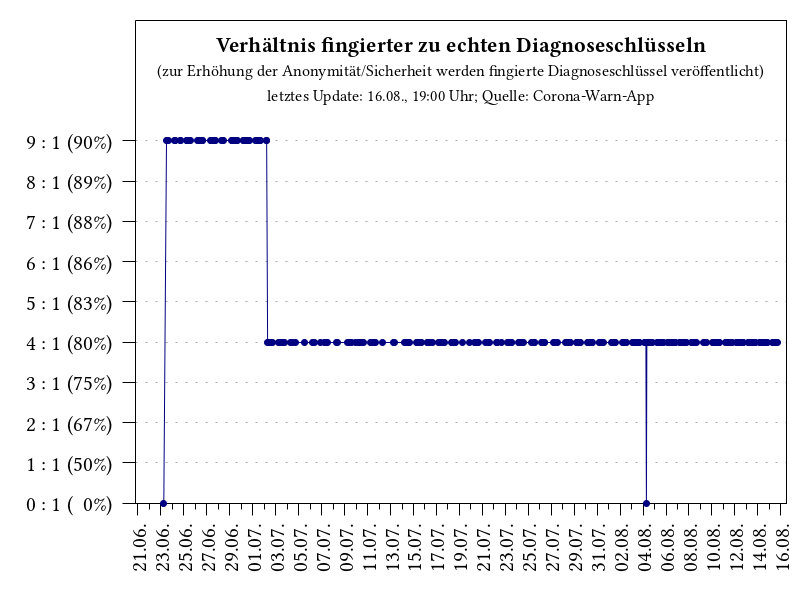 Verhältnis fingierter zu echten Diagnoseschlüsseln
(zur Erhöhung der Anonymität/Sicherheit werden fingierte Diagnoseschlüssel veröffentlicht)
letztes Update: 16.08., 19:00 Uhr; Quelle: Corona-Warn-App
9 : 1 (90%)
8 : 1 (89%)
7 : 1 (88%)
6 : 1 (86%)
5 : 1 (83%)
4 : 1 (80%)
3 : 1 (75%)
2 : 1 (67%)
1 : 1 (50%)
0 : 1 (  0%)
21.06.
23.06.
25.06.
27.06.
29.06.
01.07.
03.07.
05.07.
07.07.
09.07.
11.07.
13.07.
15.07.
17.07.
19.07.
21.07.
23.07.
25.07.
27.07.
29.07.
31.07.
02.08.
04.08.
06.08.
08.08.
10.08.
12.08.
14.08.
16.08.